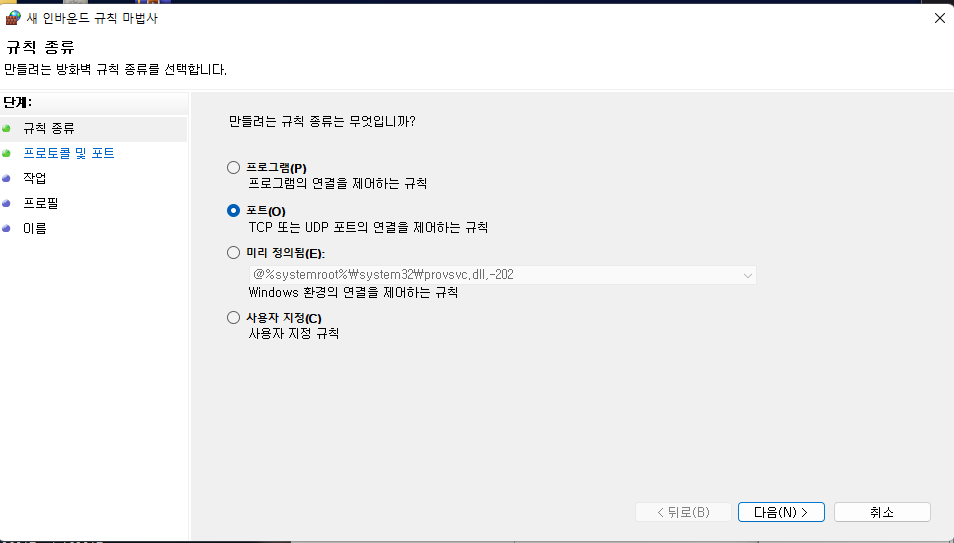 새 인바운드 규칙 마법사
규칙 종류
만들려는 방화벽 규칙 종류를 선택합니다.
단계:
규칙 종류
프로토콜 및 포트
작업
프로필
이름
만들려는 규칙 종류는 무엇입니까?
프로그램(P)
프로그램의 연결을 제어하는 규칙
포트(O)
TCP 또는 UDP 포트의 연결을 제어하는 규칙
미리 정의됨(E):
@%systemroot%₩system32₩provsvc.dll,-202
Windows 환경의 연결을 제어하는 규칙
사용자 지정(C)
사용자 지정 규칙
< 뒤로(B)
다음(N) >
취소